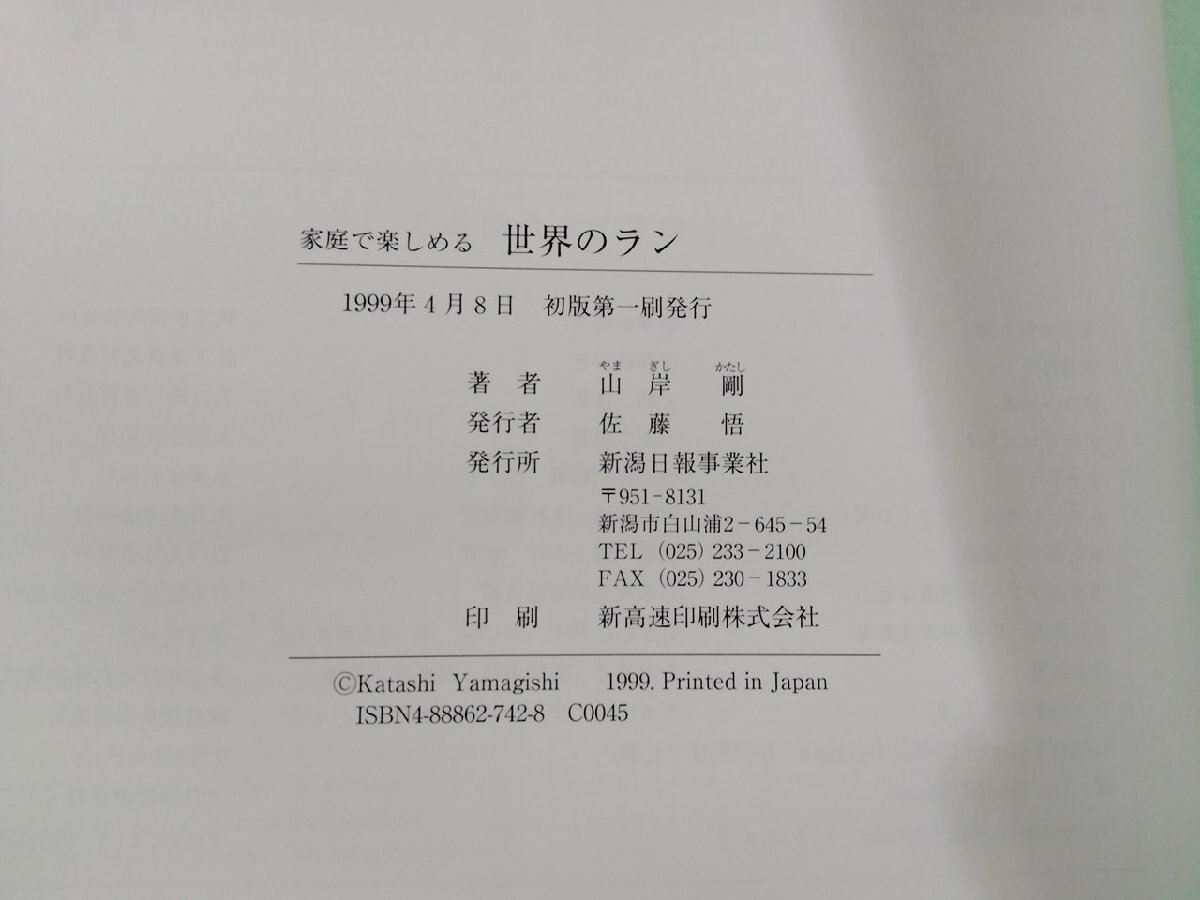 家庭で楽しめる 世界のラン
1999年4月8日 初版第一刷発行
やま ぎし かたし
著者 山岸 剛
発行者 佐藤 悟
発行所 新潟日報事業社
〒951-8131
新潟市白山浦2-645-54
TEL (025) 233-2100
FAX (025) 230-1833
印刷 新高速印刷株式会社
©Katashi Yamagishi 1999. Printed in Japan
ISBN4-88862-742-8 C0045